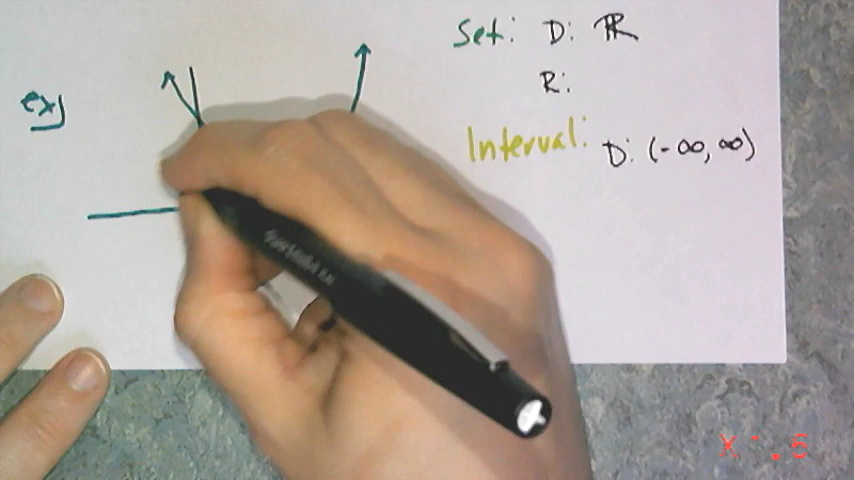 ex)
Set: D: ℝ
R:
Interval: D: (-∞, ∞)